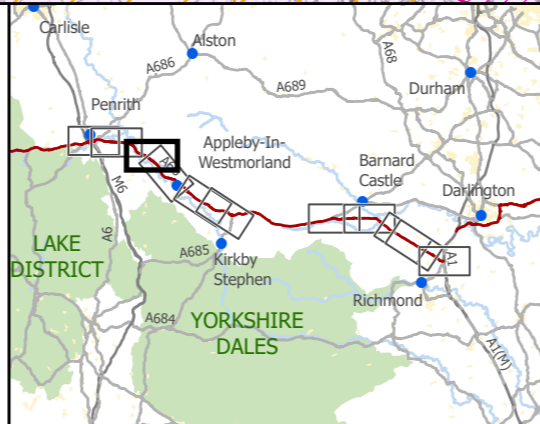 Carlisle
Alston
A686
A689
A68
Durham
Penrith
Appleby-In-
Westmorland
Barnard
Castle
Darlington
M6
A6
LAKE
DISTRICT
A685
Kirkby
Stephen
A1
Richmond
A684
YORKSHIRE
DALES
A1(M)